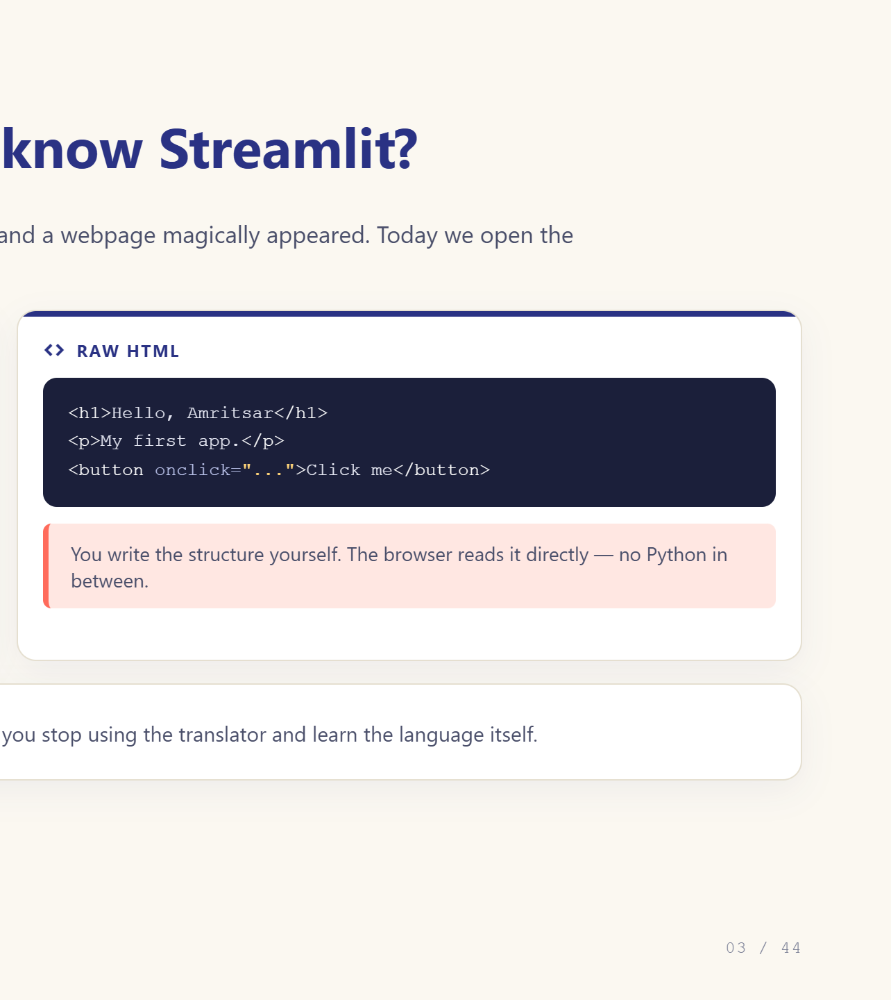 know Streamlit?
and a webpage magically appeared. Today we open the
RAW HTML
<h1>Hello, Amritsar</h1>
<p>My first app.</p>
<button onclick="...">Click me</button>
You write the structure yourself. The browser reads it directly — no Python in
between.
you stop using the translator and learn the language itself.
03 / 44